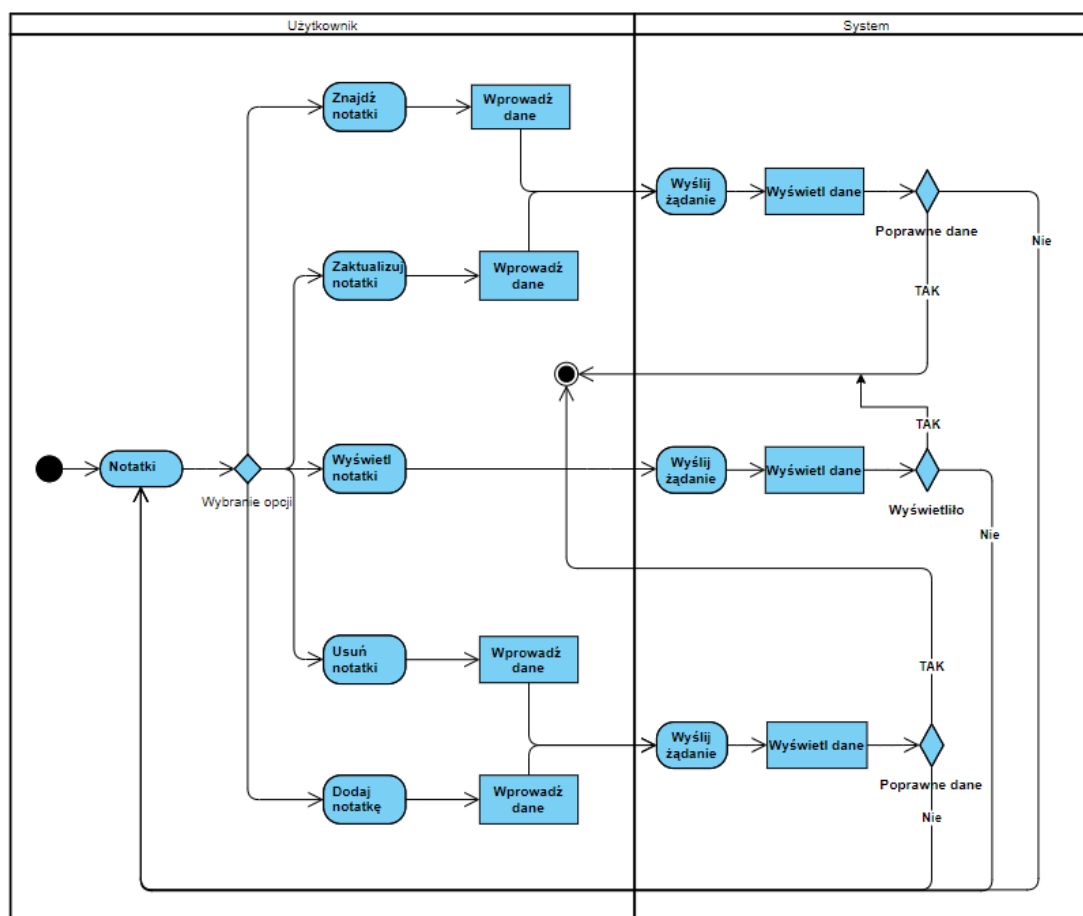 Użytkownik
System
Znajdź
notatki
Wprowadź
dane
Wyślij
żądanie
Wyświetl dane
Poprawne dane
Nie
TAK
Zaktualizuj
notatki
Wprowadź
dane
Notatki
Wybranie opcji
Wyświetl
notatki
Wyślij
żądanie
Wyświetl dane
TAK
Wyświetliło
Nie
Usuń
notatki
Wprowadź
dane
TAK
Wyślij
żądanie
Wyświetl dane
Poprawne dane
Nie
Dodaj
notatkę
Wprowadź
dane